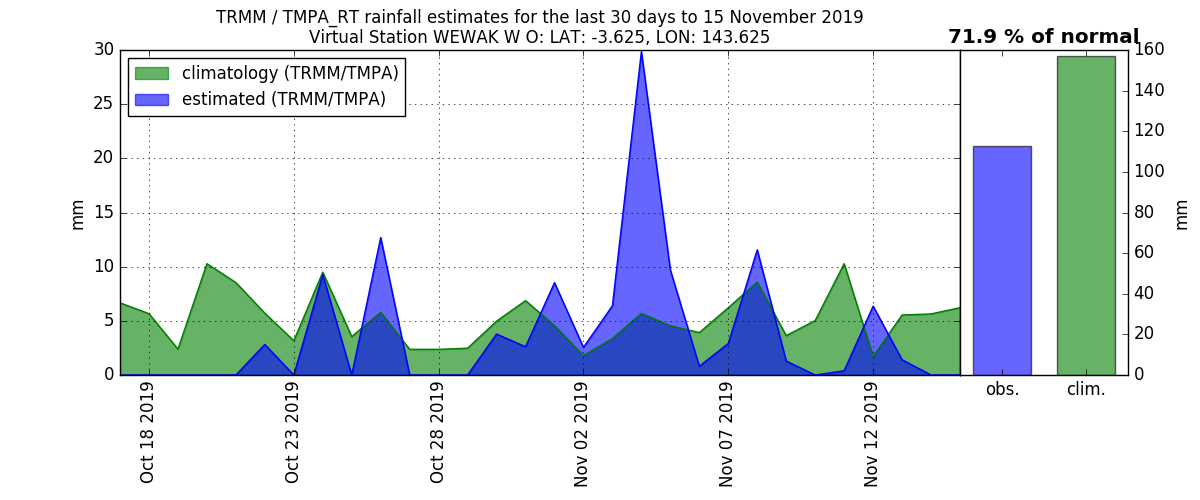 TRMM / TMPA_RT rainfall estimates for the last 30 days to 15 November 2019
Virtual Station WEWAK W O: LAT: -3.625, LON: 143.625
71.9 % of normal
climatology (TRMM/TMPA)
estimated (TRMM/TMPA)
mm
30
25
20
15
10
5
0
Oct 18 2019
Oct 23 2019
Oct 28 2019
Nov 02 2019
Nov 07 2019
Nov 12 2019
obs.
clim.
160
140
120
100
80
60
40
20
0
mm